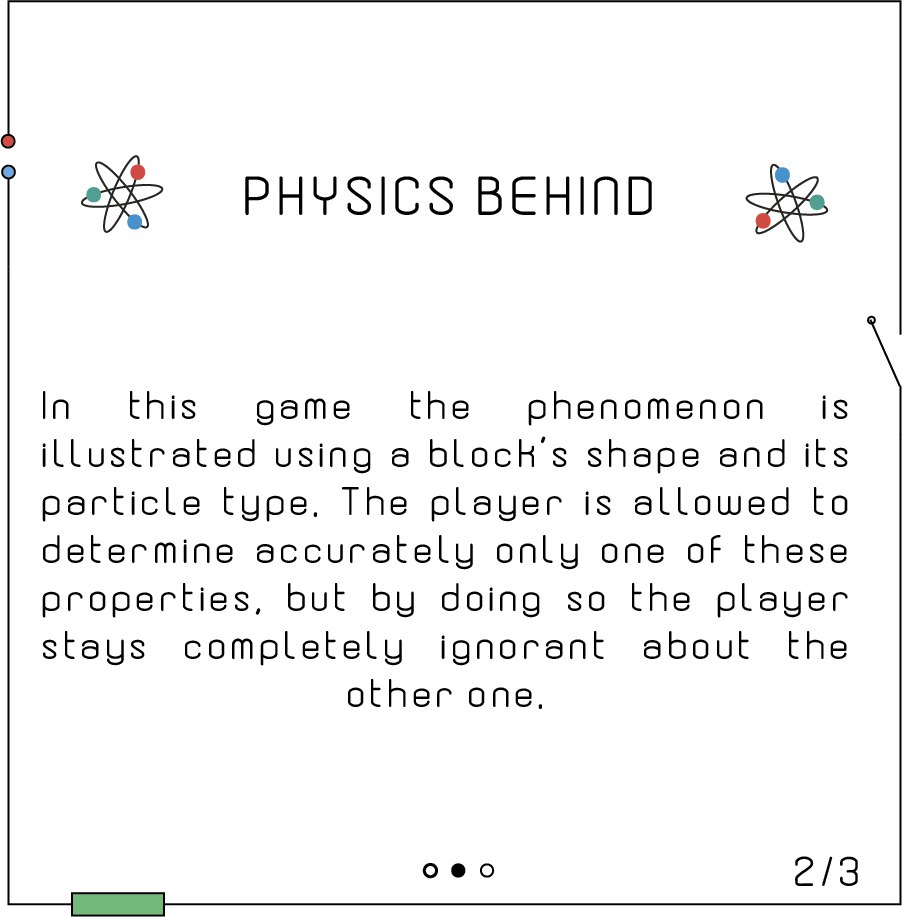 PHYSICS BEHIND
In this game the phenomenon is
illustrated using a block's shape and its
particle type. The player is allowed to
determine accurately only one of these
properties, but by doing so the player
stays completely ignorant about the
other one.
2/3